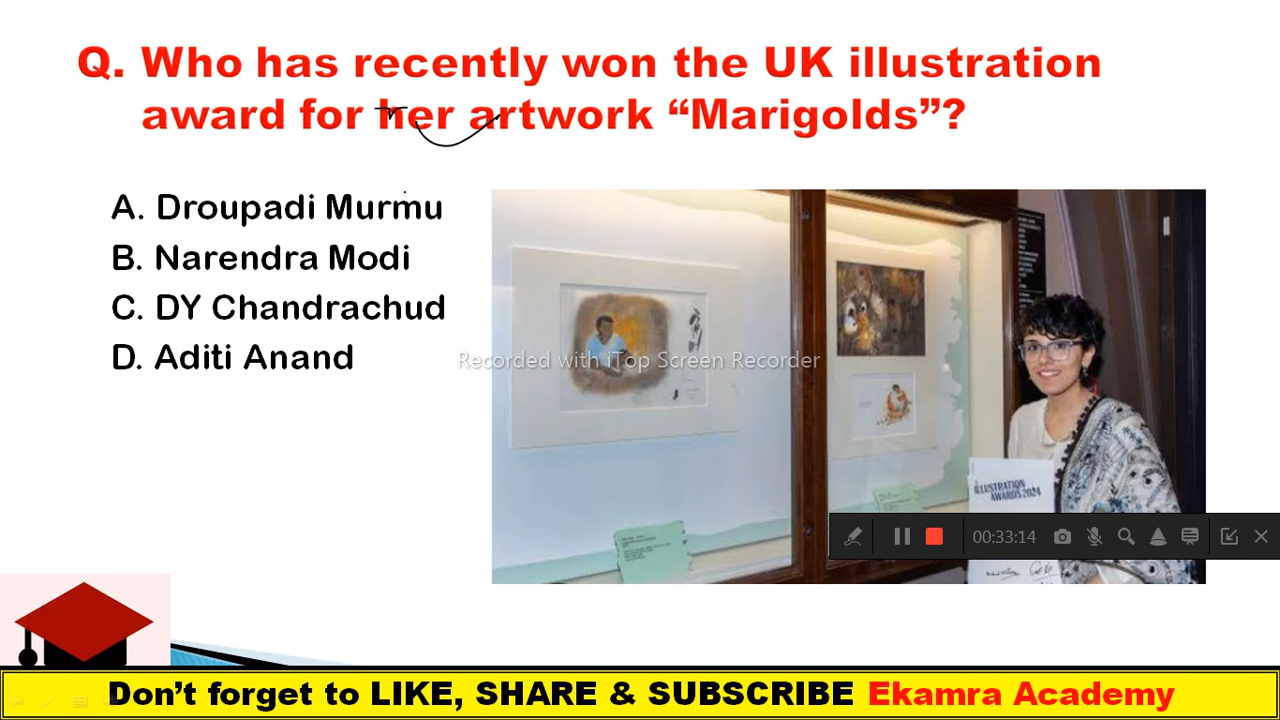 Q. Who has recently won the UK illustration
award for her artwork “Marigolds”?
A. Droupadi Murmu
B. Narendra Modi
C. DY Chandrachud
D. Aditi Anand
Recorded with iTop Screen Recorder
ILLUSTRATION
AWARDS 2024
00:33:14
Don’t forget to LIKE, SHARE & SUBSCRIBE Ekamra Academy